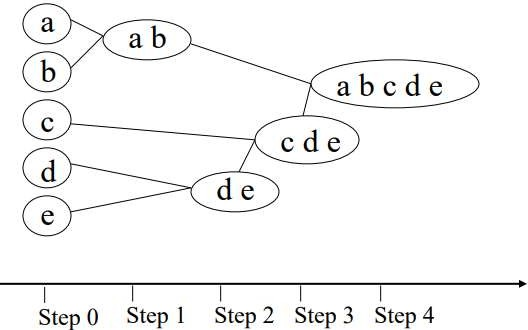 a
a b
b
a b c d e
c
c d e
d
d e
e
Step 0 Step 1 Step 2 Step 3 Step 4